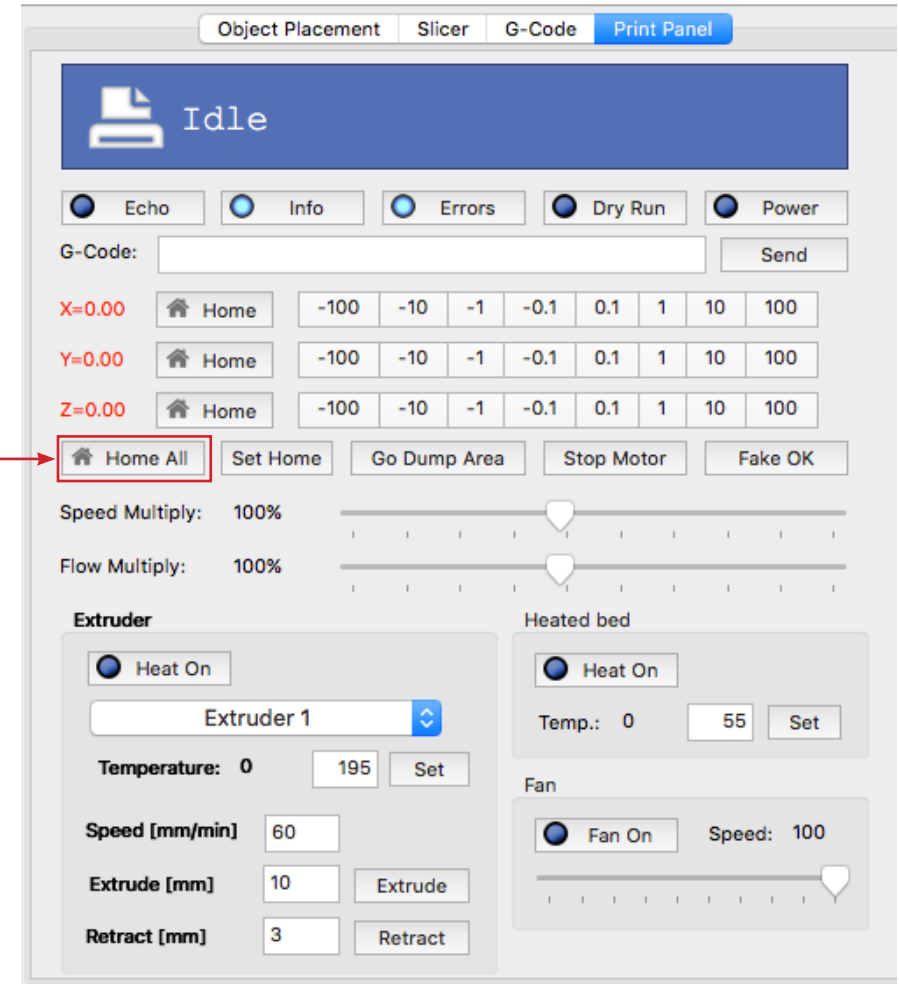 Object Placement Slicer G-Code Print Panel
Idle
Echo Info Errors Dry Run Power
G-Code: Send
X=0.00 Home -100 -10 -1 -0.1 0.1 1 10 100
Y=0.00 Home -100 -10 -1 -0.1 0.1 1 10 100
Z=0.00 Home -100 -10 -1 -0.1 0.1 1 10 100
Home All Set Home Go Dump Area Stop Motor Fake OK
Speed Multiply: 100%
Flow Multiply: 100%
Extruder
Heat On
Extruder 1
Temperature: 0 195 Set
Speed [mm/min] 60
Extrude [mm] 10 Extrude
Retract [mm] 3 Retract
Heated bed
Heat On
Temp.: 0 55 Set
Fan
Fan On Speed: 100